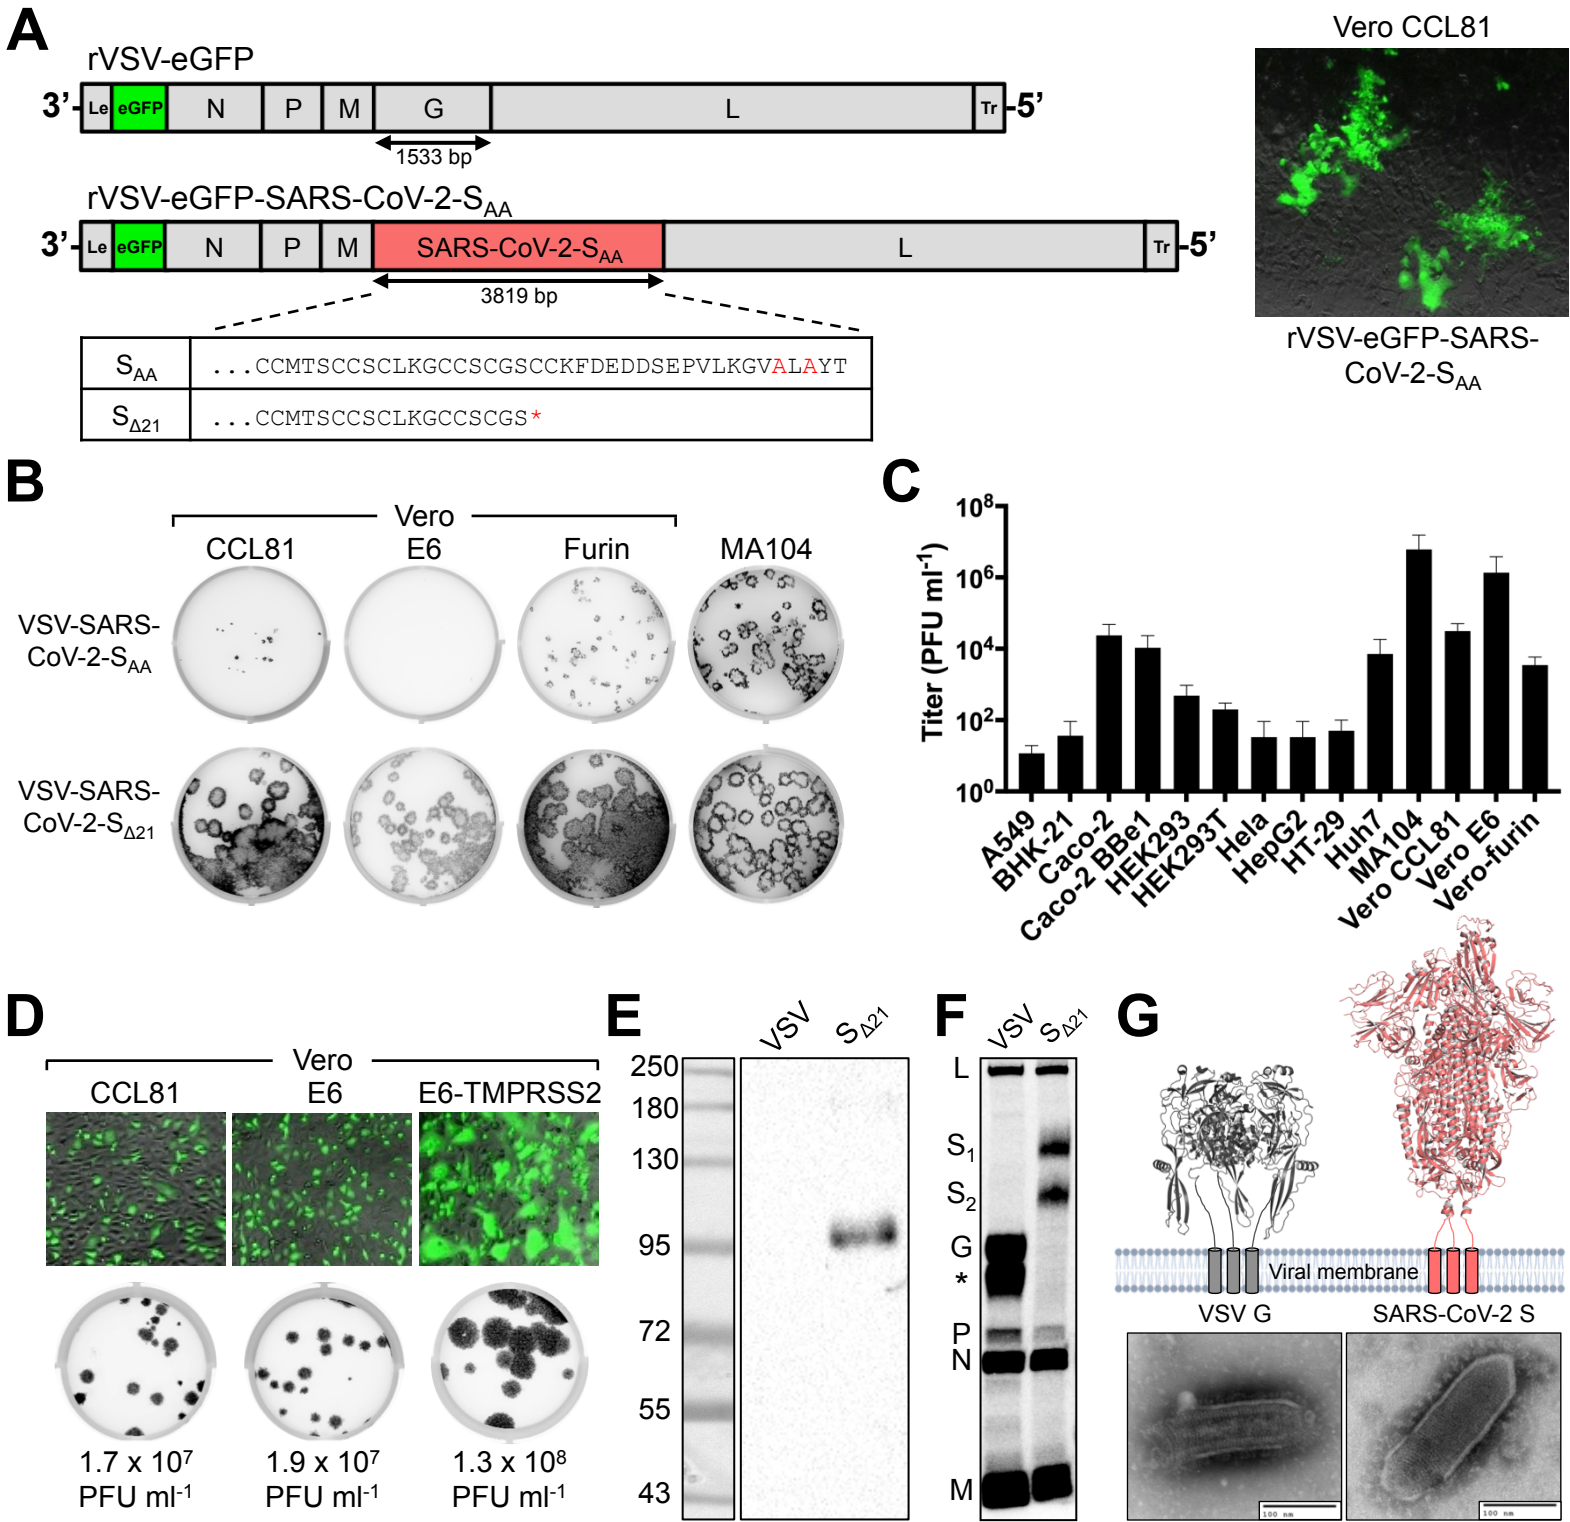 A
rVSV-eGFP
3’ Le eGFP N P M G L Tr 5’
1533 bp
rVSV-eGFP-SARS-CoV-2-SAA
3’ Le eGFP N P M SARS-CoV-2-SAA L Tr 5’
3819 bp
SAA ...CCMTSCCSCLKGCCSCGSCCKFDEDDSEPVLKGVALAYT
SΔ21 ...CCMTSCCSCLKGCCSCGS*
Vero CCL81
rVSV-eGFP-SARS-
CoV-2-SAA
B
Vero
CCL81 E6 Furin MA104
VSV-SARS-
CoV-2-SAA
VSV-SARS-
CoV-2-SΔ21
C
Titer (PFU ml-1)
10⁸
10⁶
10⁴
10²
10⁰
A549
BHK-21
Caco-2
Caco-2 BBe1
HEK293
HEK293T
Hela
HepG2
HT-29
Huh7
MA104
Vero CCL81
Vero E6
Vero-furin
D
Vero
CCL81 E6 E6-TMPRSS2
1.7 x 10⁷ 1.9 x 10⁷ 1.3 x 10⁸
PFU ml-1 PFU ml-1 PFU ml-1
E
VSV SΔ21
250
180
130
95
72
55
43
F
VSV SΔ21
L
S1
S2
G
*
P
N
M
G
Viral membrane
VSV G SARS-CoV-2 S
100 nm 100 nm